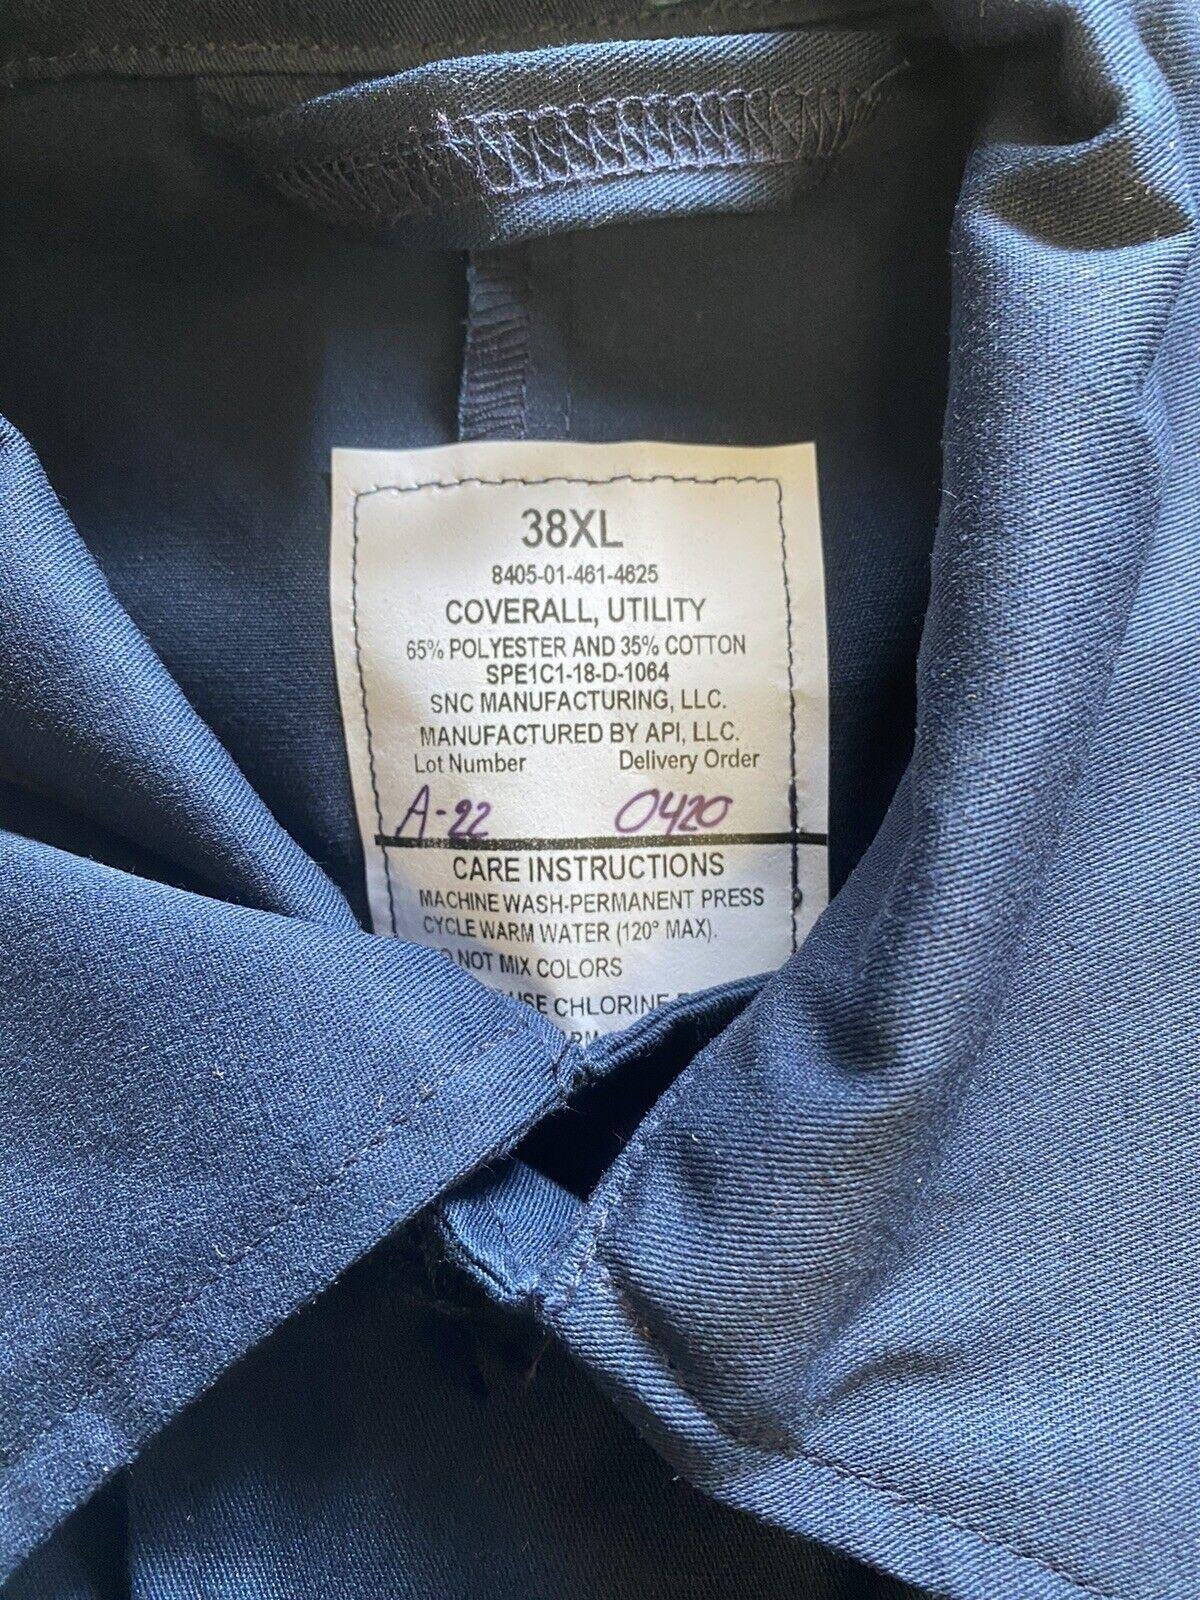 38XL
8405-01-461-4625
COVERALL, UTILITY
65% POLYESTER AND 35% COTTON
SPE1C1-18-D-1064
SNC MANUFACTURING, LLC.
MANUFACTURED BY API, LLC.
Lot Number Delivery Order
A-22 0420
CARE INSTRUCTIONS
MACHINE WASH-PERMANENT PRESS
CYCLE WARM WATER (120° MAX).
NOT MIX COLORS
USE CHLORINE